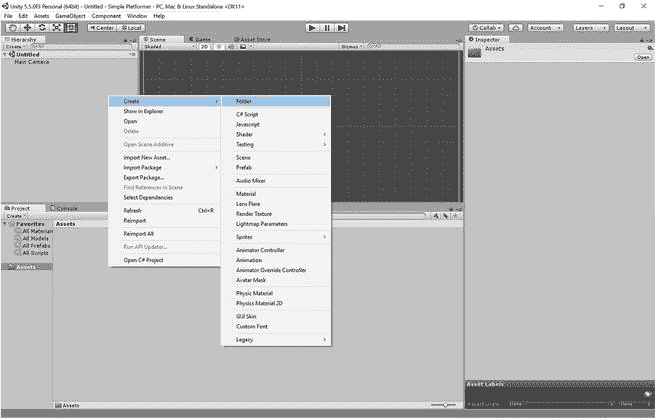 Unity 5.5.0f3 Personal (64bit) - Untitled - Simple Platformer - PC, Mac & Linux Standalone <DX11>
File Edit Assets GameObject Component Window Help
Center Local Collab Account Layers Layout
Hierarchy Scene Game Asset Store Inspector
Create All Shaded 2D Gizmos All Assets
Untitled Open
Main Camera
Create
Show in Explorer
Open
Delete
Open Scene Additive
Import New Asset...
Import Package
Export Package...
Find References in Scene
Select Dependencies
Refresh Ctrl+R
Reimport
Reimport All
Run API Updater...
Open C# Project
Folder
C# Script
Javascript
Shader
Testing
Scene
Prefab
Audio Mixer
Material
Lens Flare
Render Texture
Lightmap Parameters
Sprites
Animator Controller
Animation
Animator Override Controller
Avatar Mask
Physic Material
Physics Material 2D
GUI Skin
Custom Font
Legacy
Project Console
Create
Favorites Assets
All Material
All Models
All Prefabs
All Scripts
Assets
Assets
Asset Labels